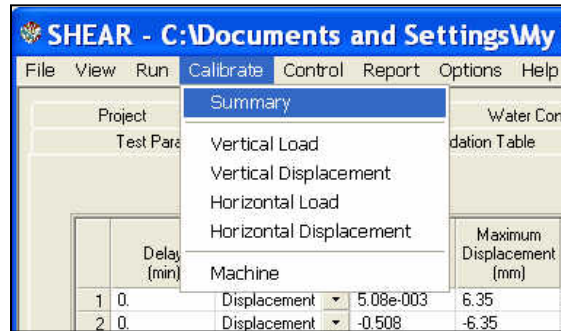 SHEAR - C:\Documents and Settings\My
File View Run Calibrate Control Report Options Help
Summary
Vertical Load
Vertical Displacement
Horizontal Load
Horizontal Displacement
Machine
Project Water Con
Test Para dation Table
Delay (min) Maximum Displacement (mm)
1 0. Displacement 5.08e-003 6.35
2 0. Displacement -0.508 -6.35